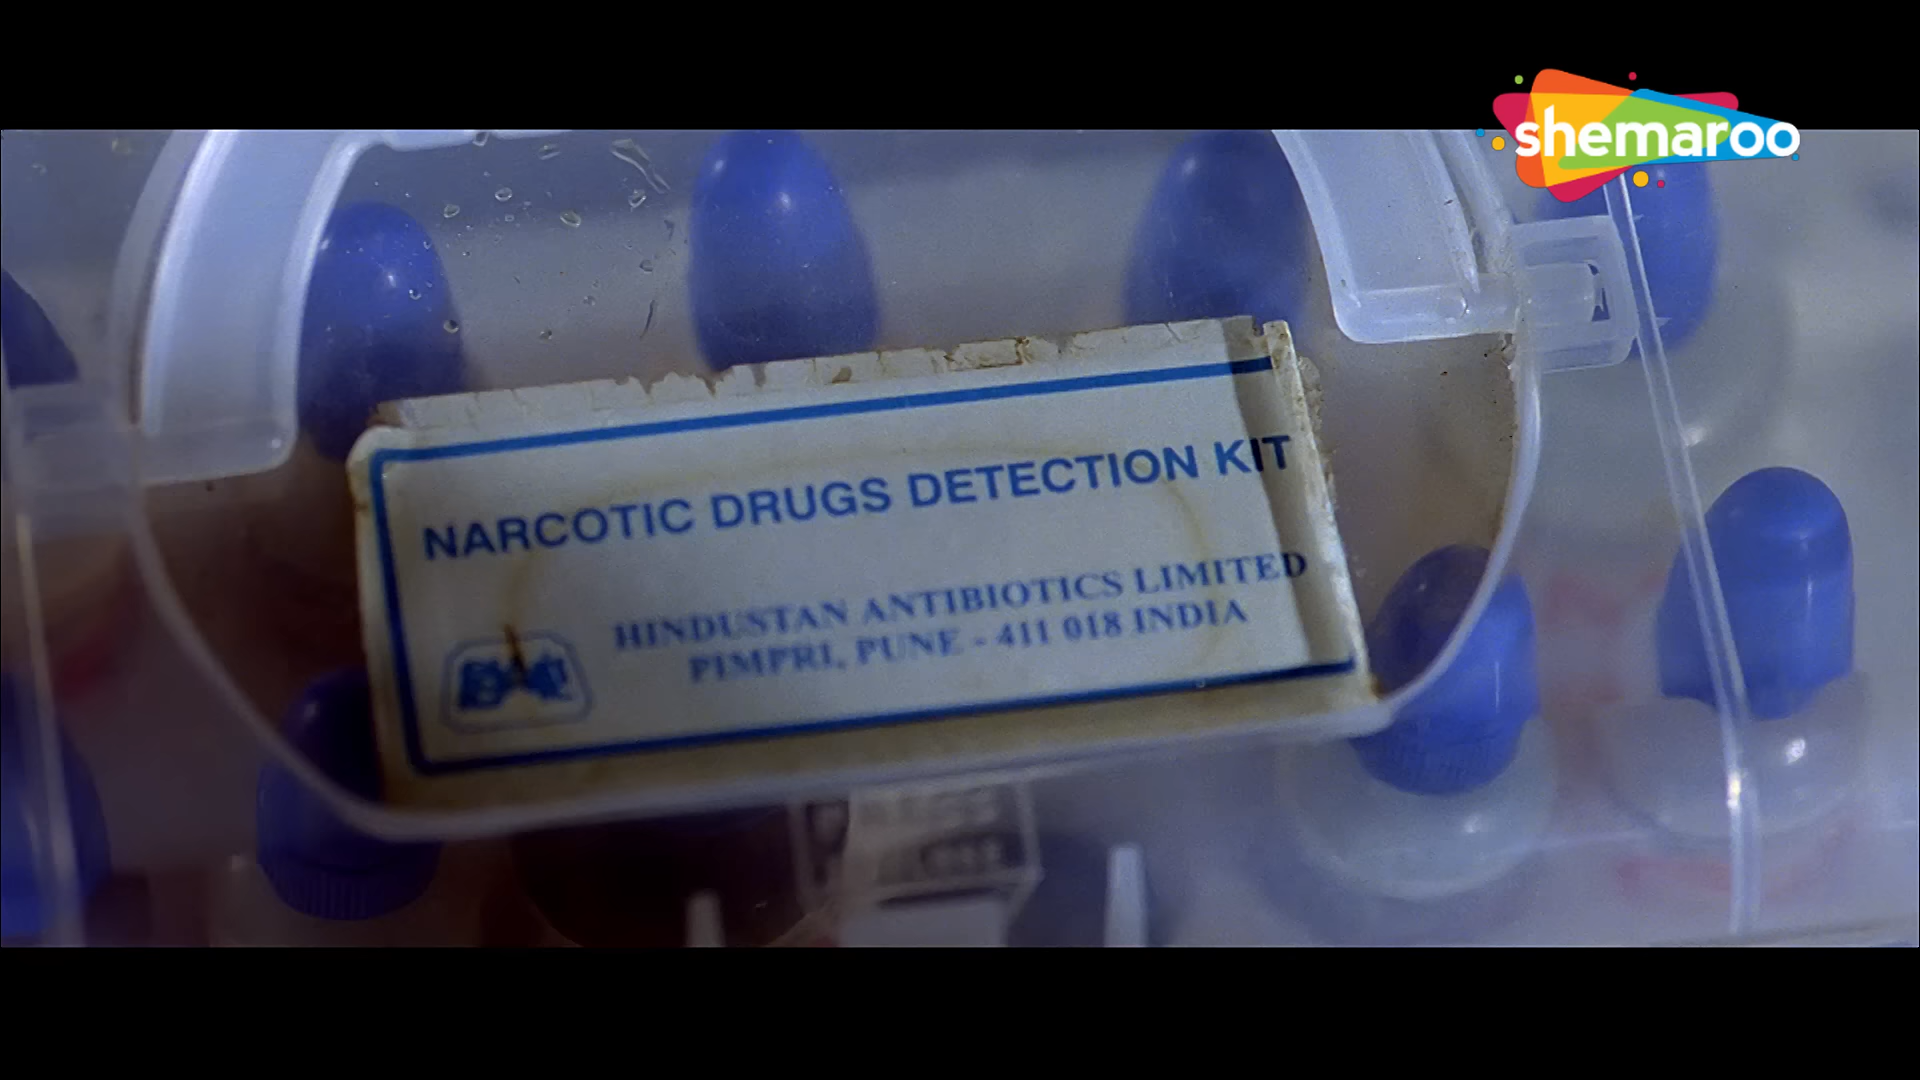 shemaroo
NARCOTIC DRUGS DETECTION KIT
HINDUSTAN ANTIBIOTICS LIMITED
PIMPRI, PUNE - 411 018 INDIA